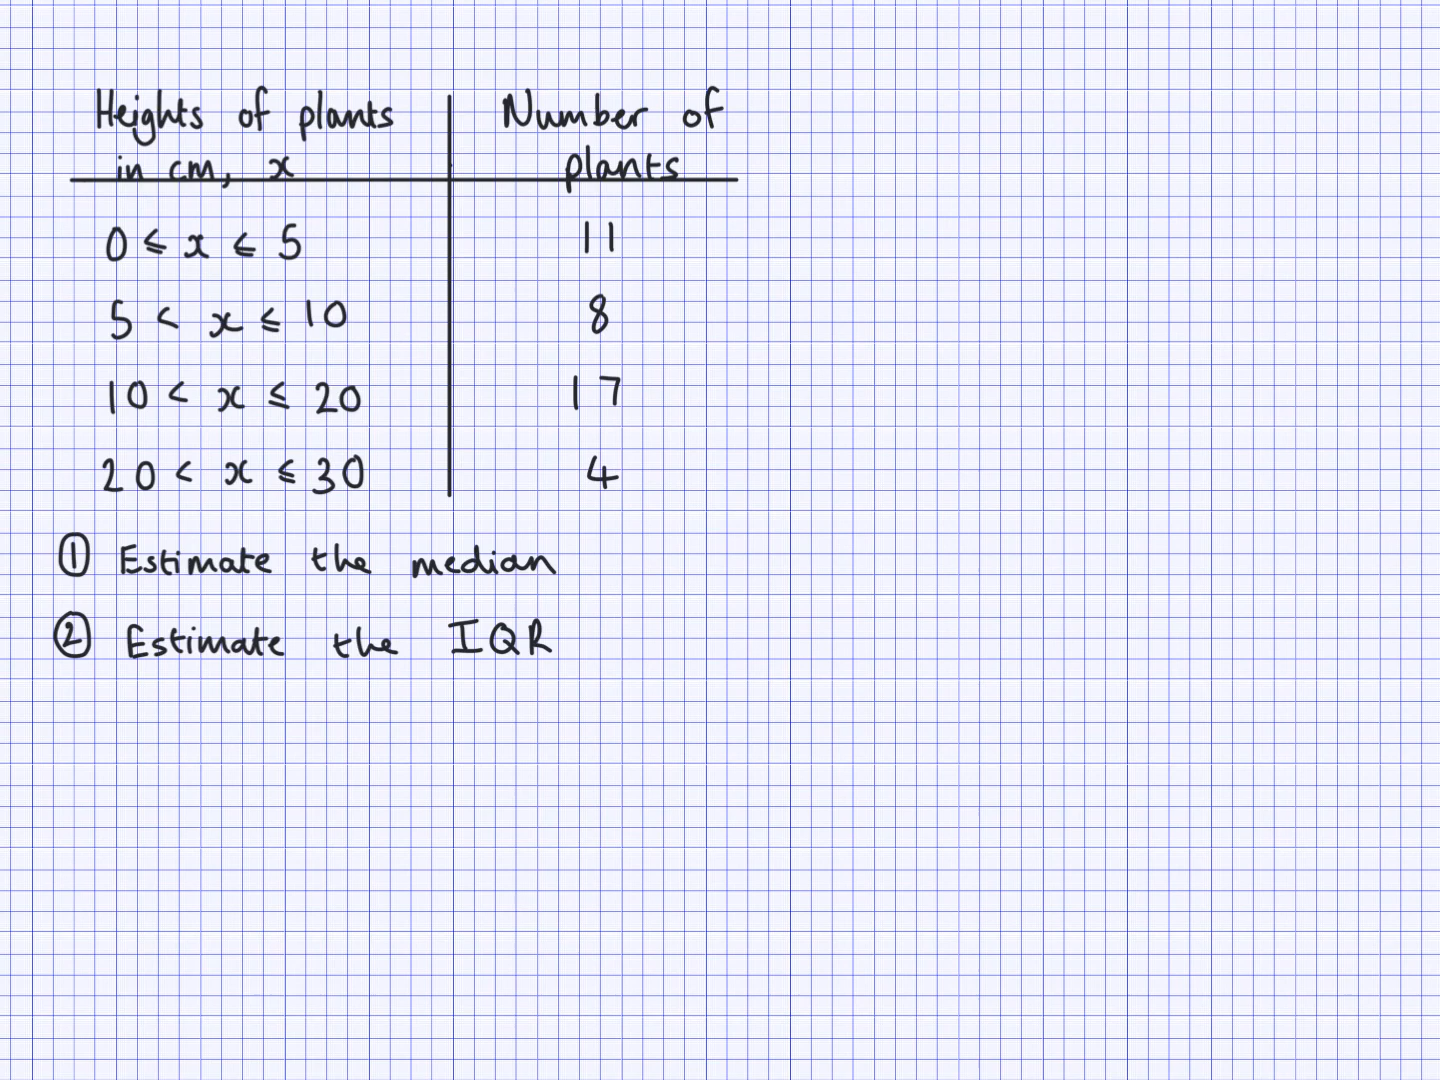 Heights of plants in cm, x | Number of plants
0 ⩽ x ⩽ 5 | 11
5 < x ⩽ 10 | 8
10 < x ⩽ 20 | 17
20 < x ⩽ 30 | 4
① Estimate the median
② Estimate the IQR